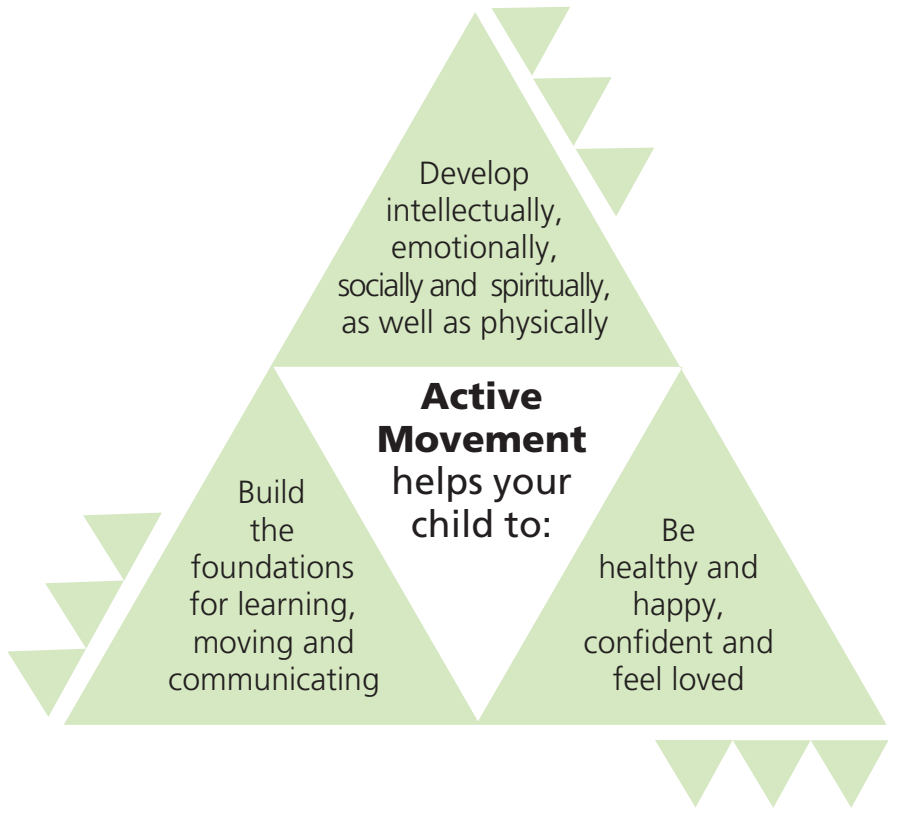 Develop
intellectually,
emotionally,
socially and spiritually,
as well as physically
Active
Movement
helps your
child to:
Build
the
foundations
for learning,
moving and
communicating
Be
healthy and
happy,
confident and
feel loved